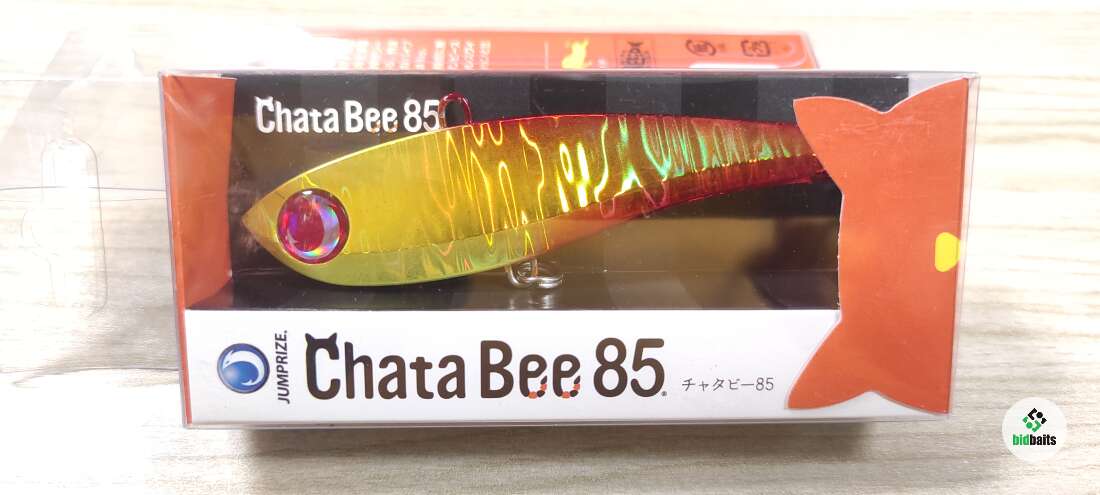 Chata Bee 85
JUMPRIZE.
Chata Bee 85
チャタビー85
bidbaits